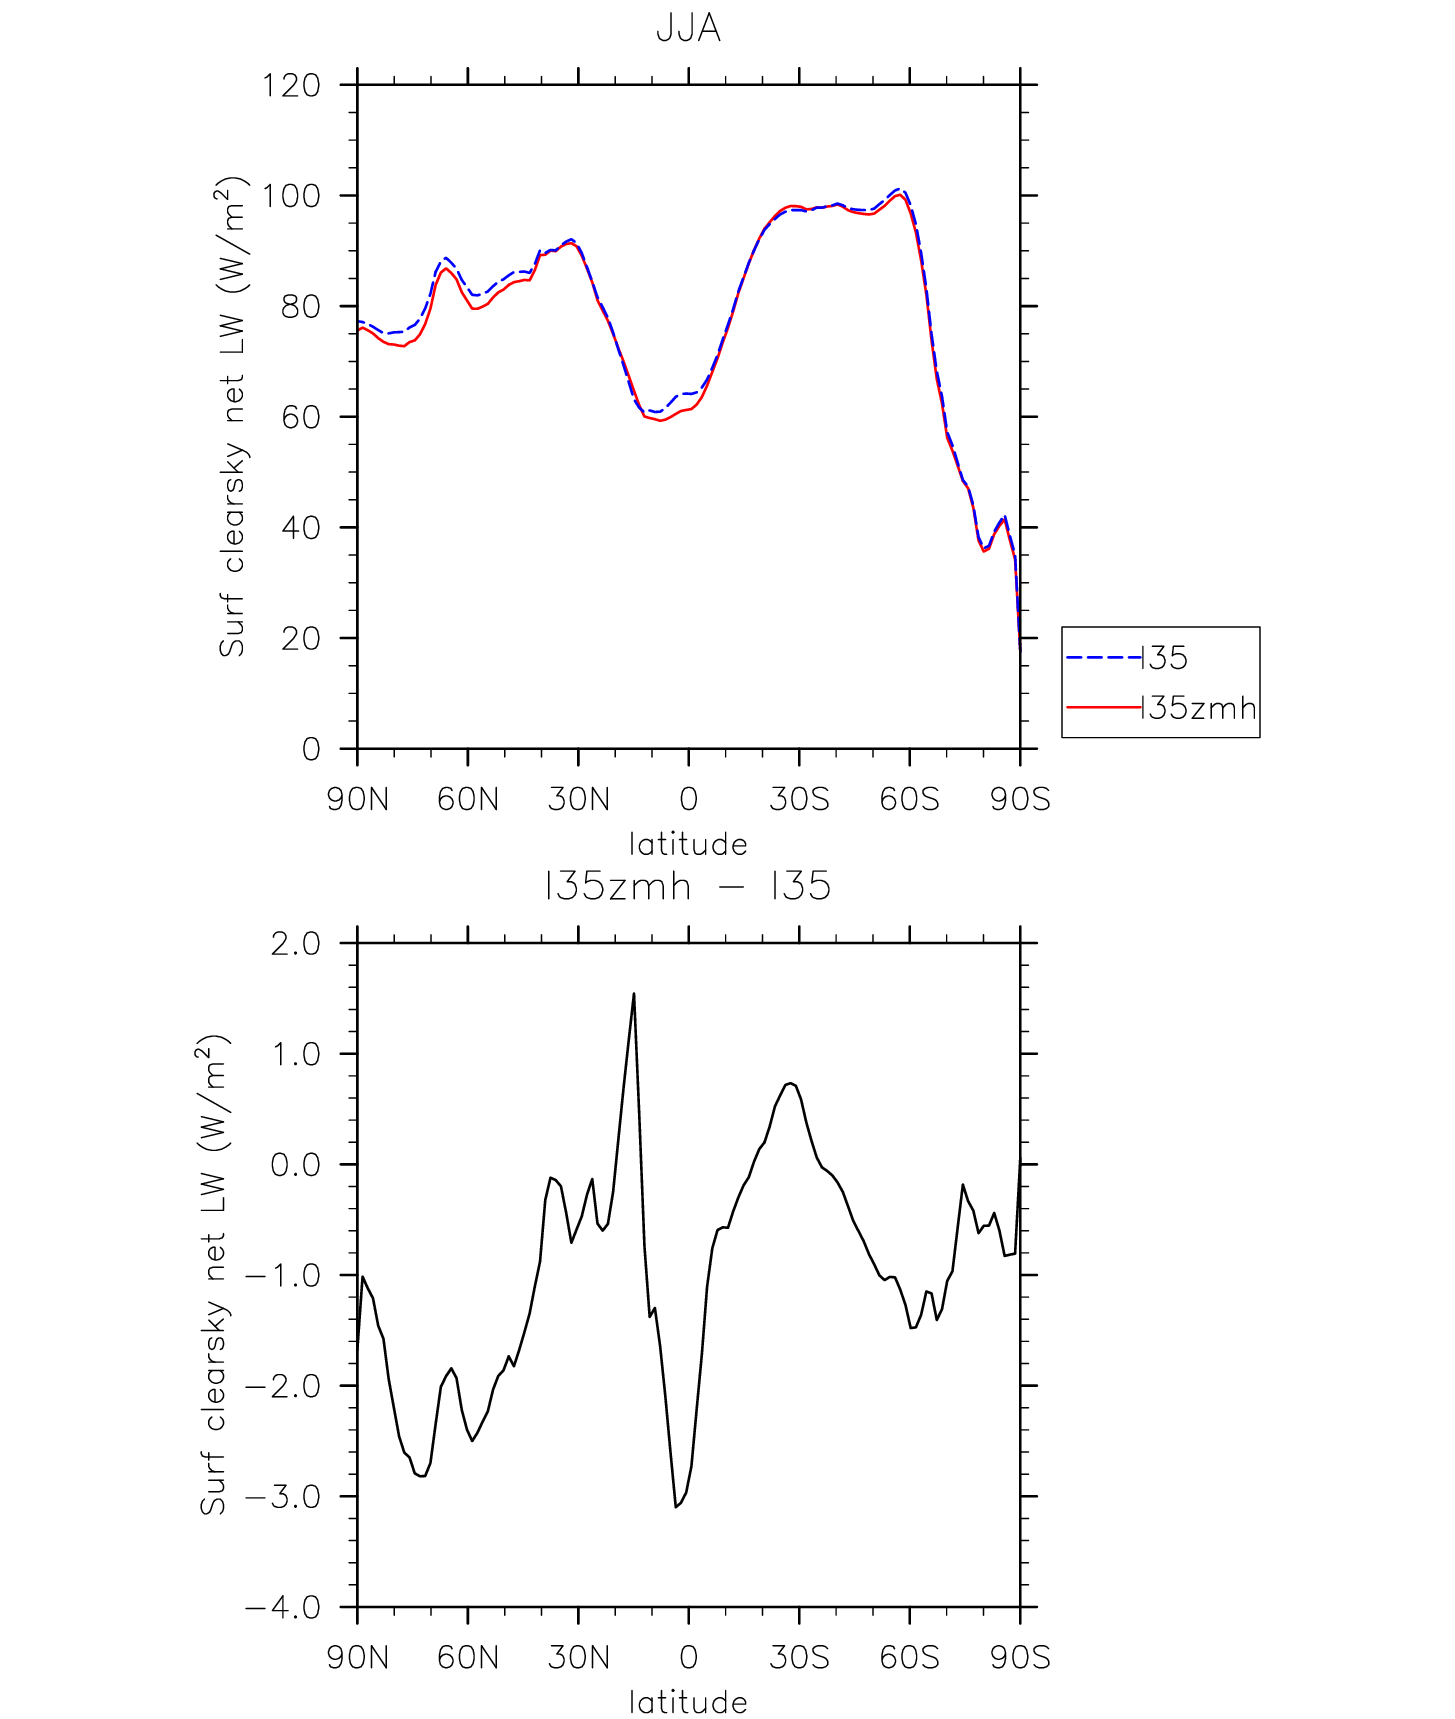 JJA
120
100
80
60
40
20
0
Surf clearsky net LW (W/m²)
90N 60N 30N 0 30S 60S 90S
latitude
I35
I35zmh
I35zmh − I35
2.0
1.0
0.0
−1.0
−2.0
−3.0
−4.0
Surf clearsky net LW (W/m²)
90N 60N 30N 0 30S 60S 90S
latitude